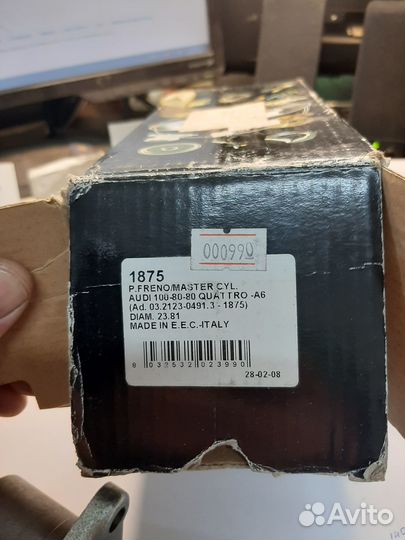 000990
1875
P.FRENO/MASTER CYL.
AUDI 100-80-80 QUATTRO -A6
(Ad. 03.2123-0491.3 - 1875)
DIAM. 23.81
MADE IN E.E.C.-ITALY
8 032532 023990
28-02-08
Avito